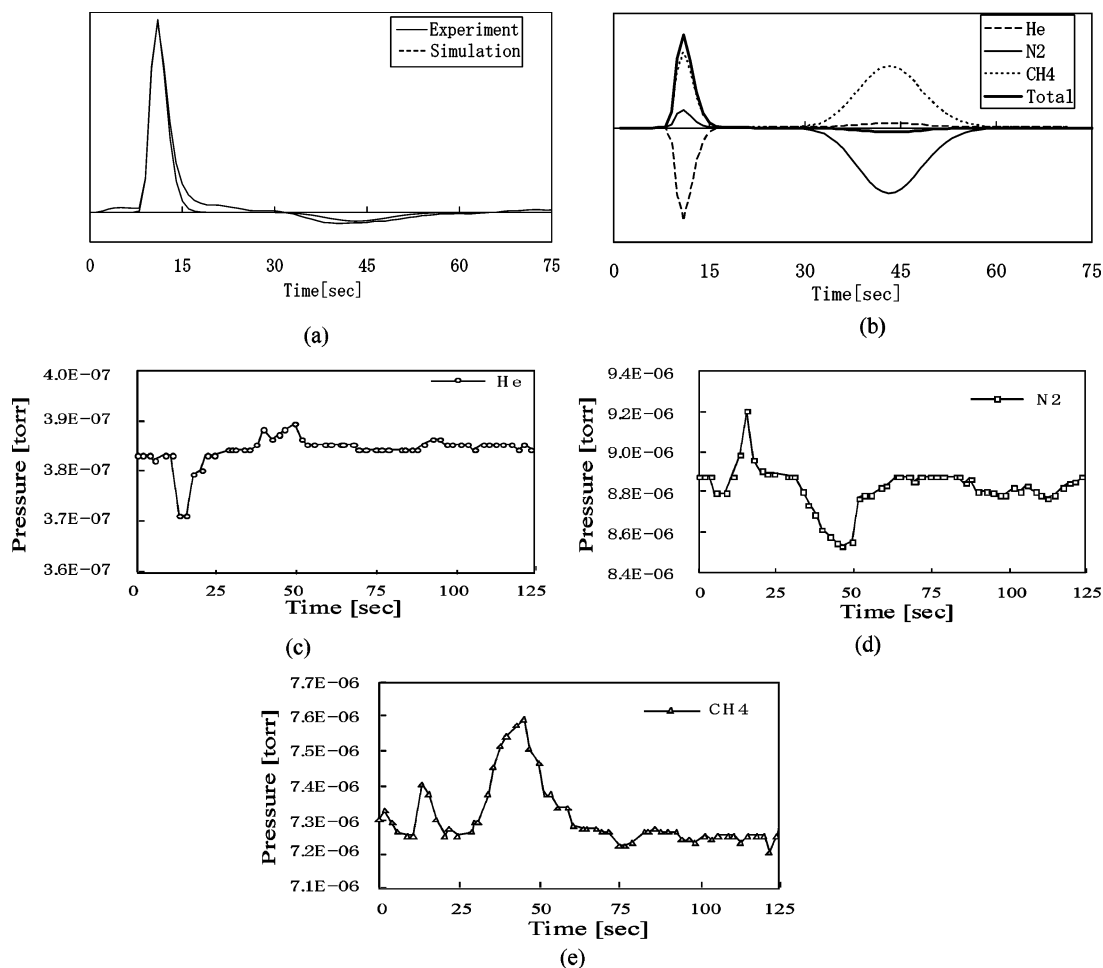 Experiment
Simulation
0 15 30 45 60 75
Time[sec]
(a)
He
N2
CH4
Total
0 15 30 45 60 75
Time[sec]
(b)
4.0E-07
3.9E-07
3.8E-07
3.7E-07
3.6E-07
Pressure [torr]
He
0 25 50 75 100 125
Time [sec]
(c)
9.4E-06
9.2E-06
9.0E-06
8.8E-06
8.6E-06
8.4E-06
Pressure [torr]
N2
0 25 50 75 100 125
Time [sec]
(d)
7.7E-06
7.6E-06
7.5E-06
7.4E-06
7.3E-06
7.2E-06
7.1E-06
Pressure [torr]
CH4
0 25 50 75 100 125
Time [sec]
(e)